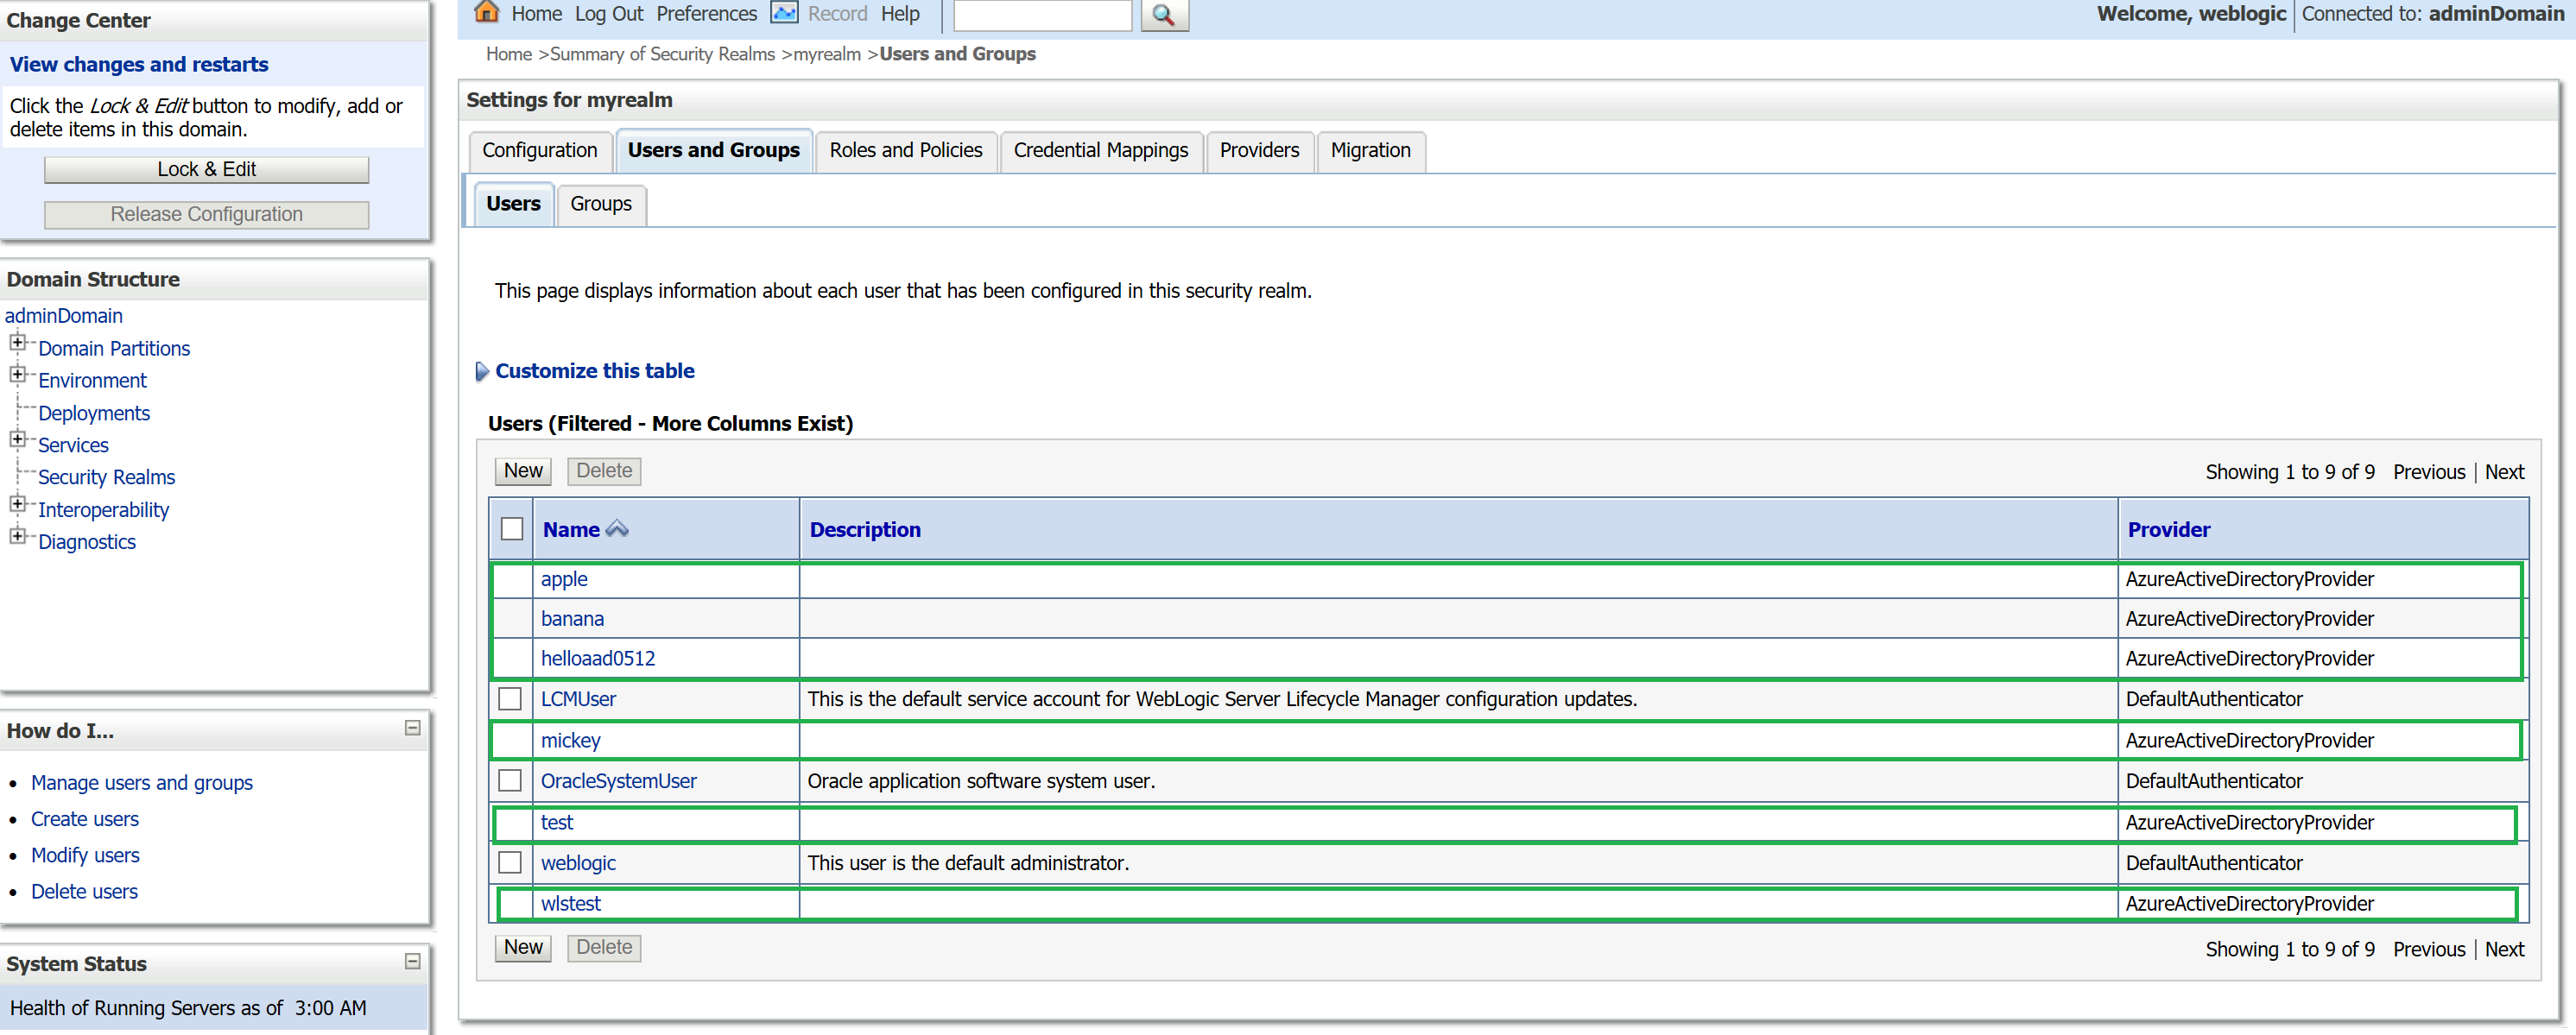 Change Center
View changes and restarts
Click the Lock & Edit button to modify, add or
delete items in this domain.
Lock & Edit
Release Configuration
Domain Structure
adminDomain
Domain Partitions
Environment
Deployments
Services
Security Realms
Interoperability
Diagnostics
How do I...
Manage users and groups
Create users
Modify users
Delete users
System Status
Health of Running Servers as of 3:00 AM
Home Log Out Preferences Record Help
Welcome, weblogic Connected to: adminDomain
Home >Summary of Security Realms >myrealm >Users and Groups
Settings for myrealm
Configuration Users and Groups Roles and Policies Credential Mappings Providers Migration
Users Groups
This page displays information about each user that has been configured in this security realm.
Customize this table
Users (Filtered - More Columns Exist)
New Delete Showing 1 to 9 of 9 Previous | Next
Name Description Provider
apple AzureActiveDirectoryProvider
banana AzureActiveDirectoryProvider
helloaad0512 AzureActiveDirectoryProvider
LCMUser This is the default service account for WebLogic Server Lifecycle Manager configuration updates. DefaultAuthenticator
mickey AzureActiveDirectoryProvider
OracleSystemUser Oracle application software system user. DefaultAuthenticator
test AzureActiveDirectoryProvider
weblogic This user is the default administrator. DefaultAuthenticator
wlstest AzureActiveDirectoryProvider
New Delete Showing 1 to 9 of 9 Previous | Next